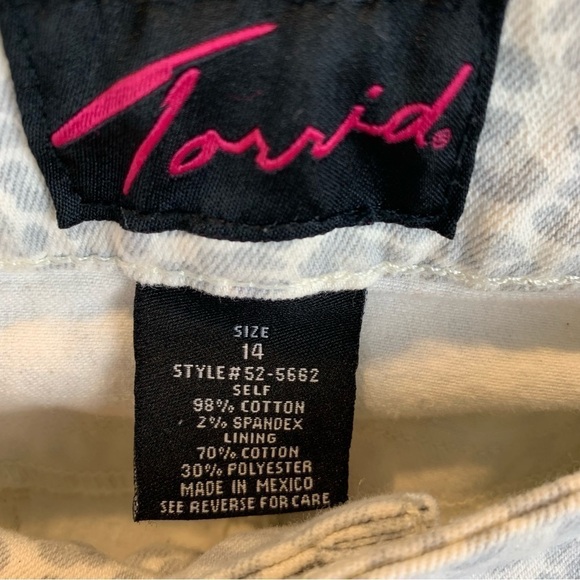 Torrid®
SIZE
14
STYLE#52-5662
SELF
98% COTTON
2% SPANDEX
LINING
70% COTTON
30% POLYESTER
MADE IN MEXICO
SEE REVERSE FOR CARE